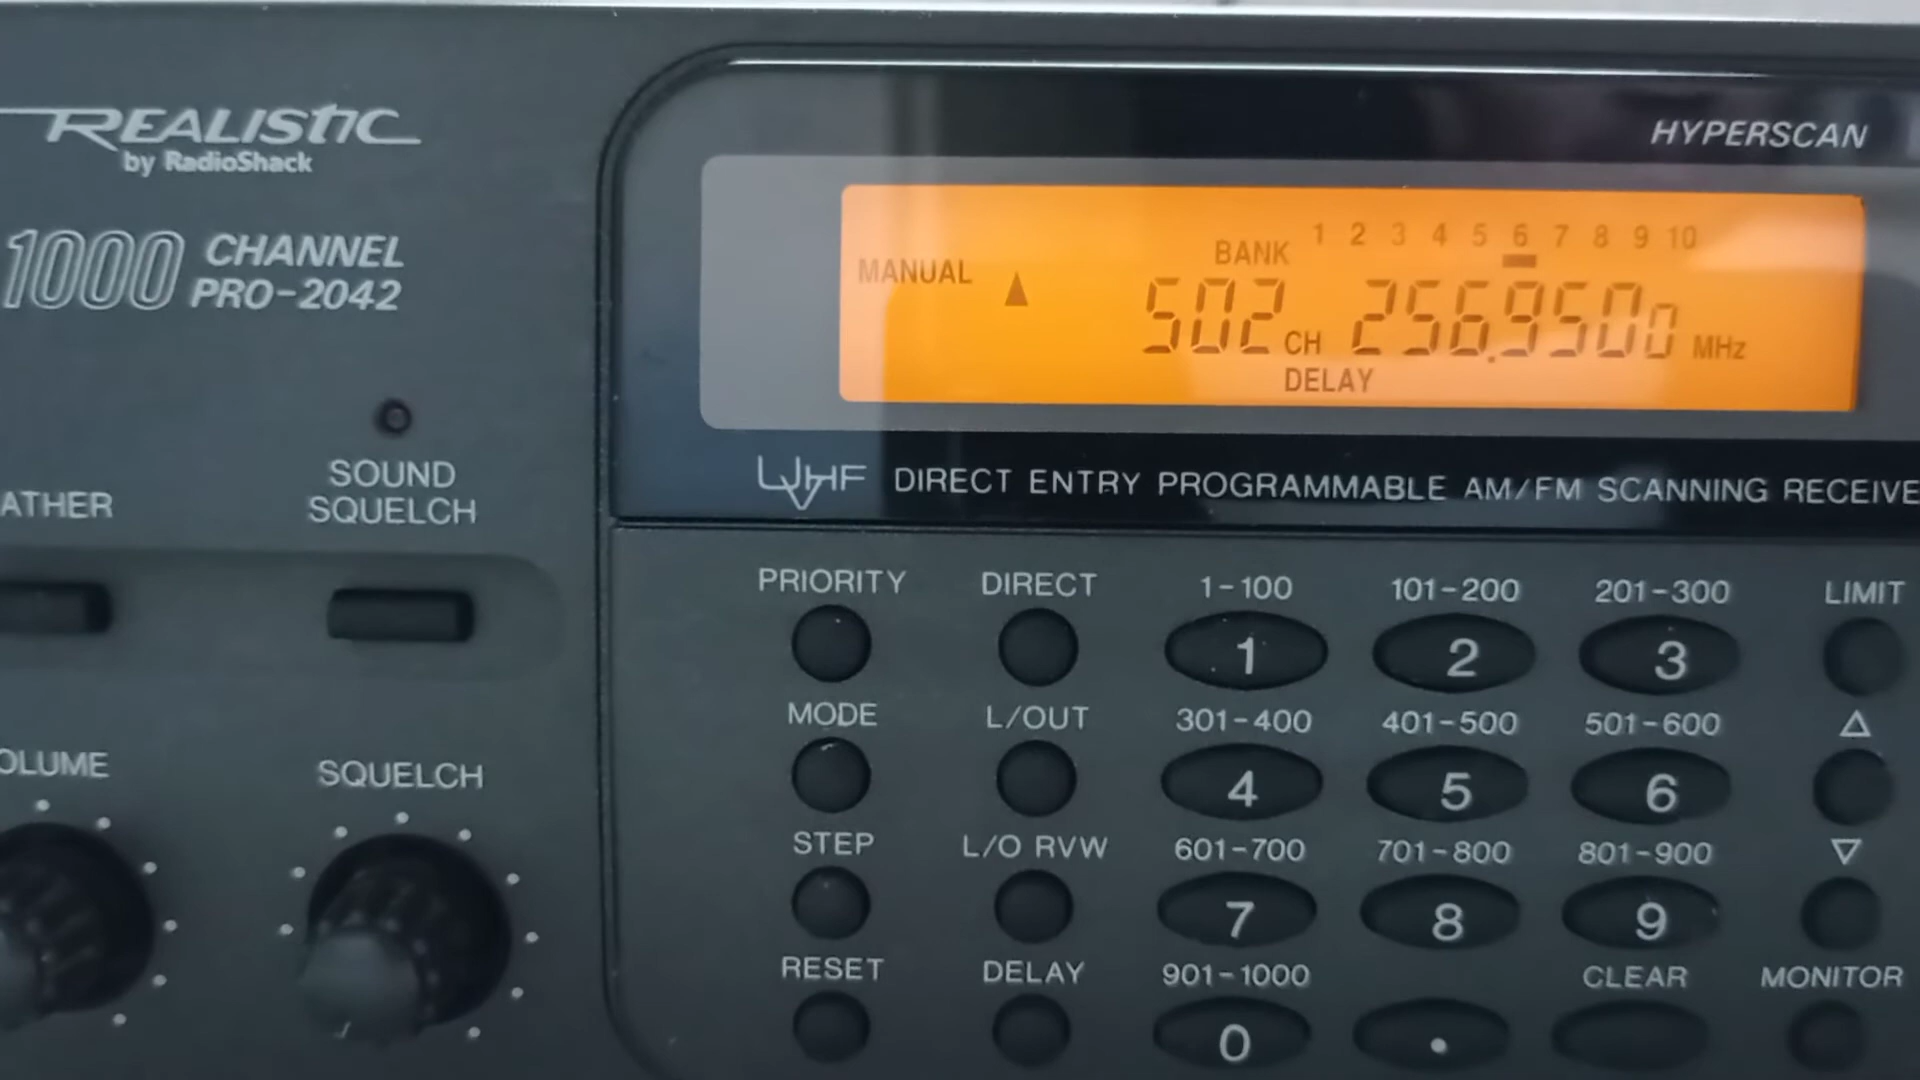 REALISTIC
by RadioShack
1000 CHANNEL
PRO-2042
HYPERSCAN
BANK 1 2 3 4 5 6 7 8 9 10
MANUAL ▲ 502 CH 256.9500 MHz
DELAY
UVHF DIRECT ENTRY PROGRAMMABLE AM/FM SCANNING RECEIVE
ATHER
SOUND
SQUELCH
OLUME
SQUELCH
PRIORITY DIRECT 1-100 101-200 201-300 LIMIT
1 2 3
MODE L/OUT 301-400 401-500 501-600 △
4 5 6
STEP L/O RVW 601-700 701-800 801-900 ▽
7 8 9
RESET DELAY 901-1000 CLEAR MONITOR
0 .